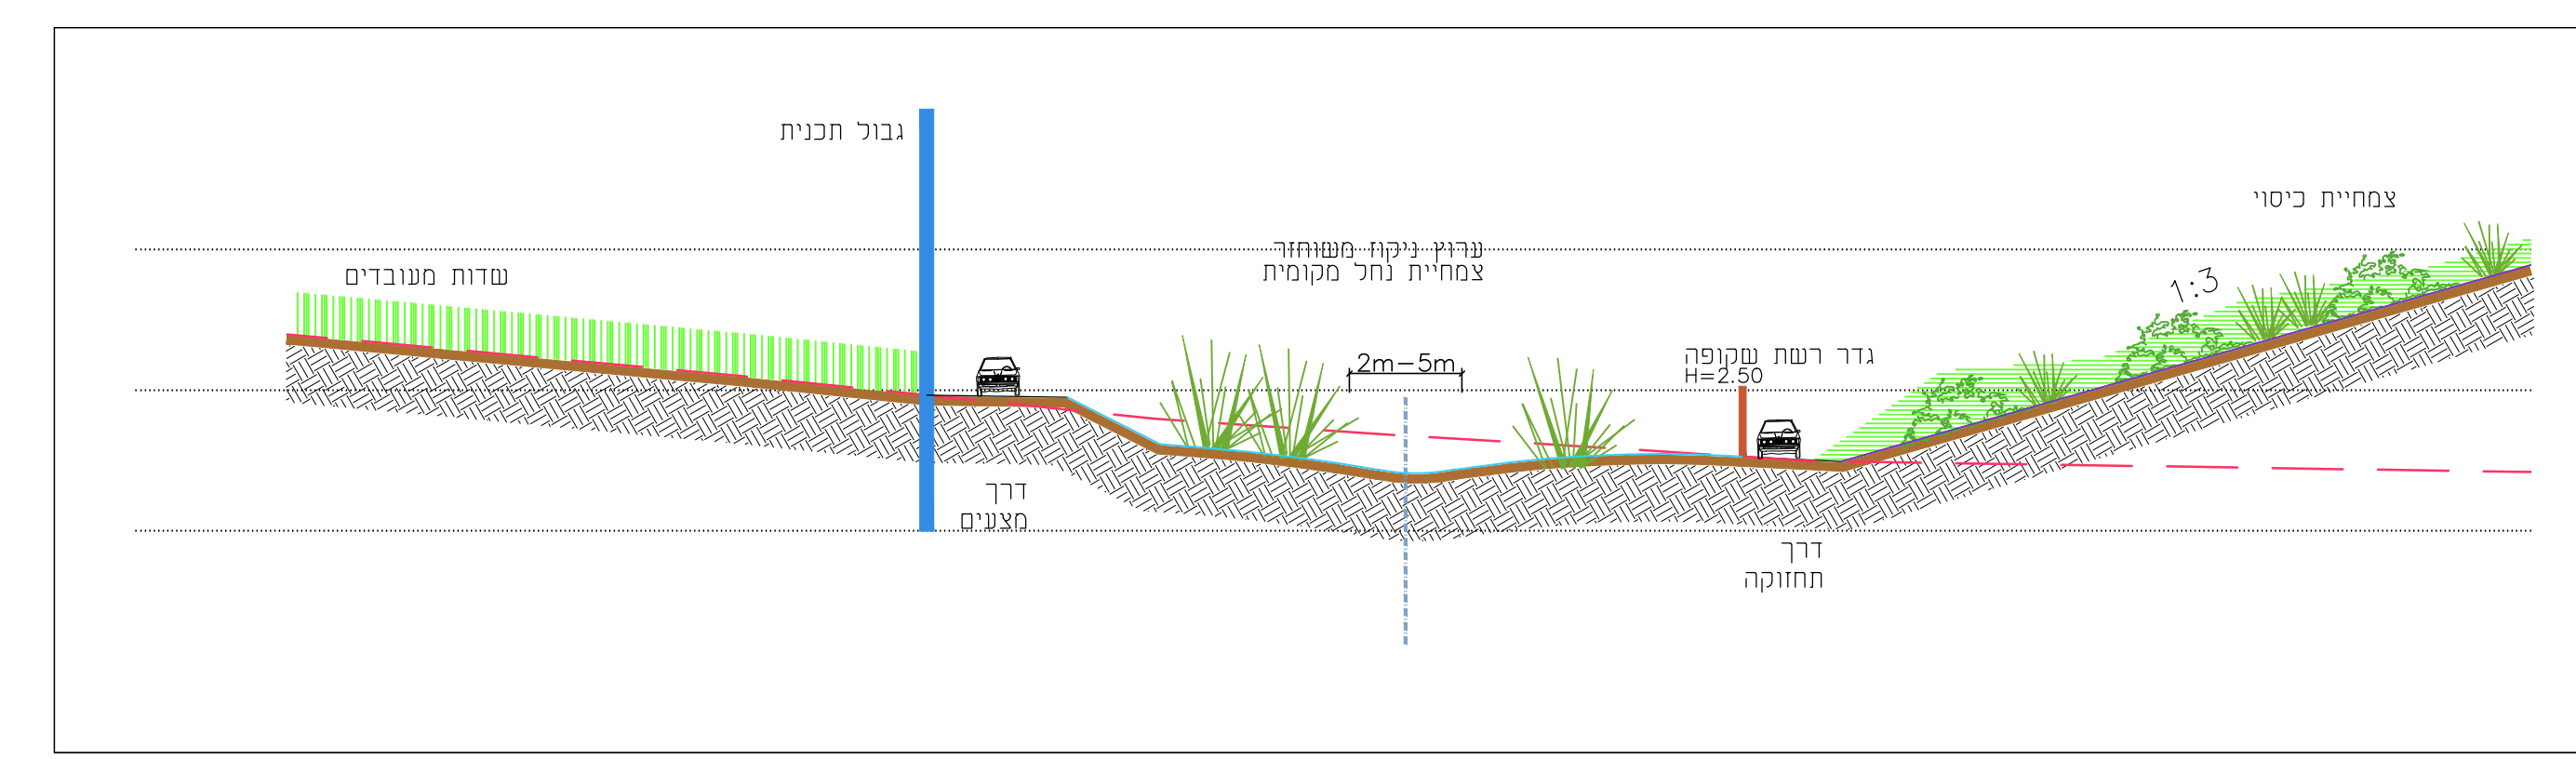 גבול תכנית
צמחיית כיסוי
ערוץ ניקוז משוחזר
צמחיית נחל מקומית
שדות מעובדים
1:3
2m-5m
גדר רשת שקופה
H=2.50
דרך
מצעים
דרך
תחזוקה